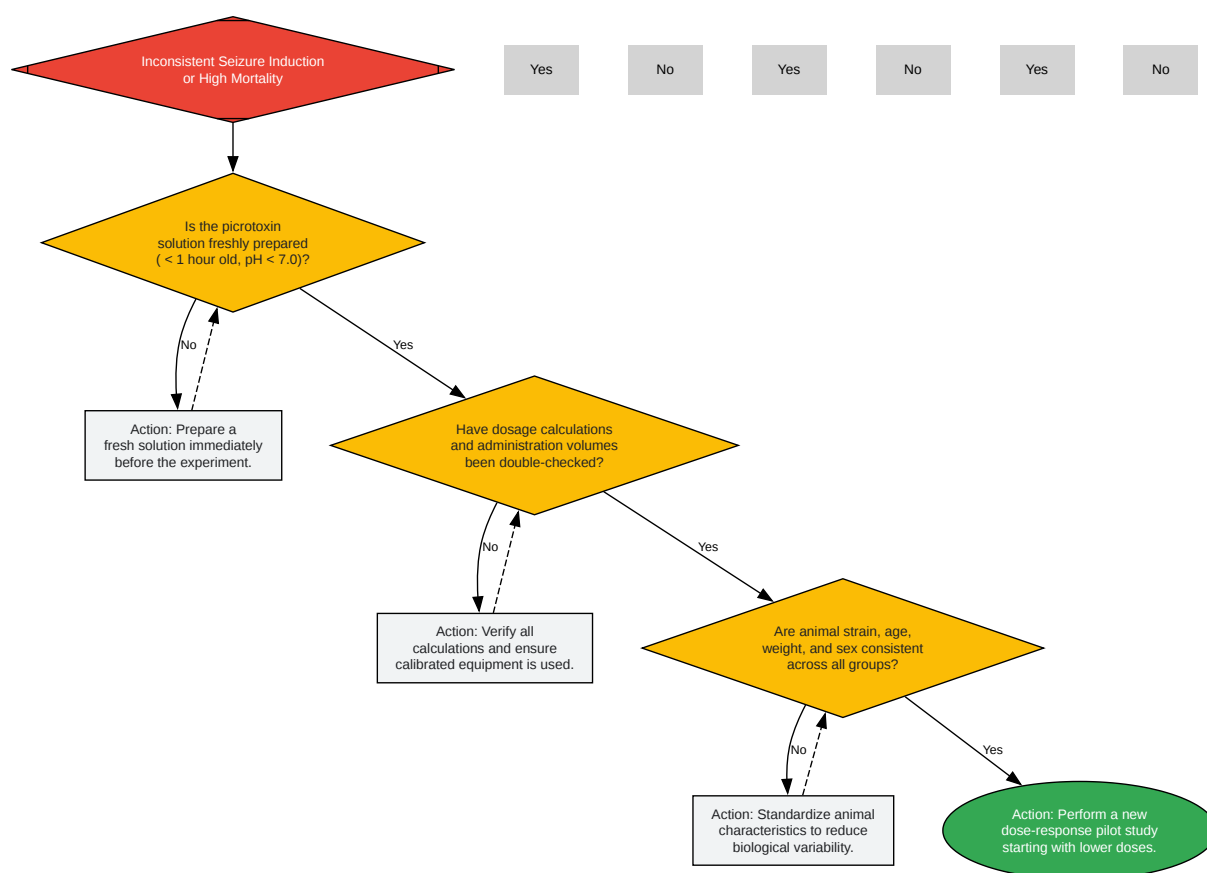 Inconsistent Seizure Induction
or High Mortality
Yes
No
Yes
No
Yes
No
Is the picrotoxin
solution freshly prepared
( < 1 hour old, pH < 7.0)?
No
Yes
Action: Prepare a
fresh solution immediately
before the experiment.
Have dosage calculations
and administration volumes
been double-checked?
No
Yes
Action: Verify all
calculations and ensure
calibrated equipment is used.
Are animal strain, age,
weight, and sex consistent
across all groups?
No
Yes
Action: Standardize animal
characteristics to reduce
biological variability.
Action: Perform a new
dose-response pilot study
starting with lower doses.